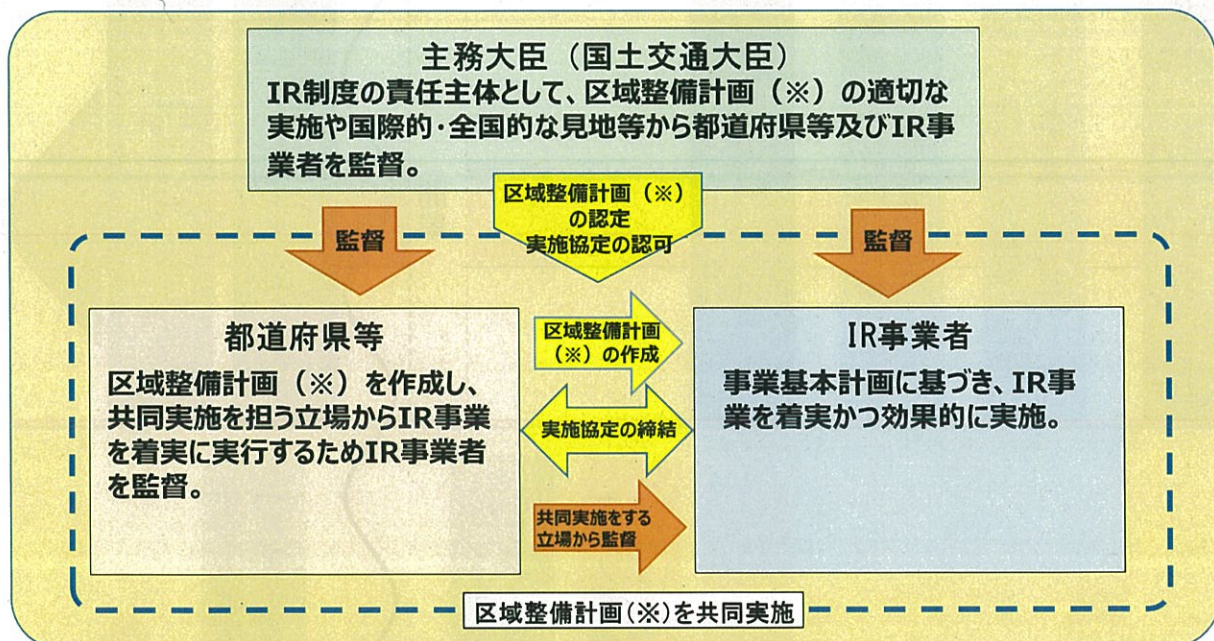 主務大臣（国土交通大臣）
IR制度の責任主体として、区域整備計画（※）の適切な
実施や国際的・全国的な見地等から都道府県等及びIR事
業者を監督。
区域整備計画（※）
の認定
実施協定の認可
監督
監督
都道府県等
区域整備計画（※）を作成し、
共同実施を担う立場からIR事業
を着実に実行するためIR事業者
を監督。
区域整備計画
（※）の作成
実施協定の締結
共同実施をする
立場から監督
IR事業者
事業基本計画に基づき、IR事
業を着実かつ効果的に実施。
区域整備計画(※)を共同実施